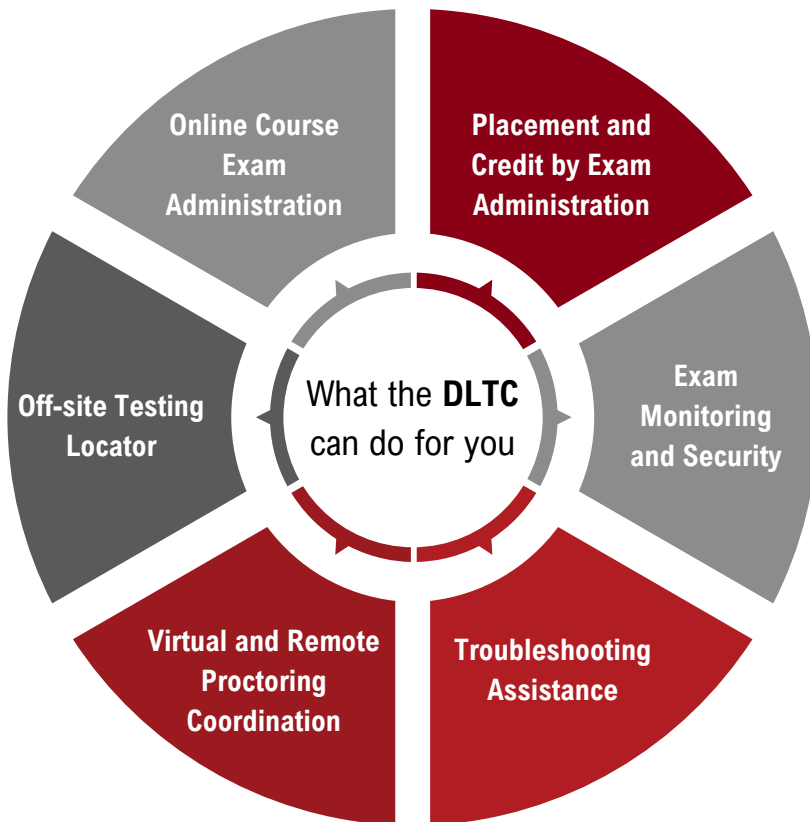 What the DLTC
can do for you
Placement and
Credit by Exam
Administration
Exam
Monitoring
and Security
Troubleshooting
Assistance
Virtual and Remote
Proctoring
Coordination
Off-site Testing
Locator
Online Course
Exam
Administration